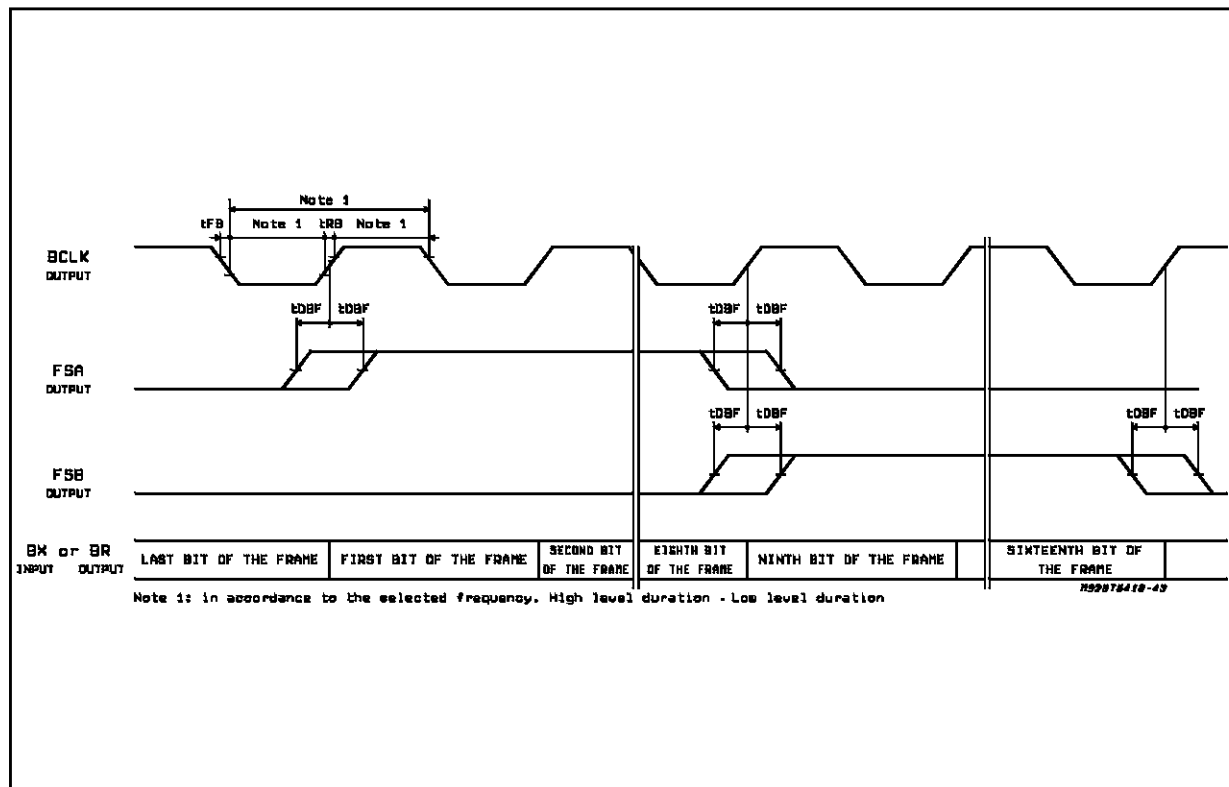 Note 1
tFB Note 1 tRB Note 1
BCLK
OUTPUT
tDBF tDBF tDBF tDBF
FSA
OUTPUT
tDBF tDBF tDBF tDBF
FSB
OUTPUT
BX or BR
INPUT OUTPUT
LAST BIT OF THE FRAME
FIRST BIT OF THE FRAME
SECOND BIT
OF THE FRAME
EIGHTH BIT
OF THE FRAME
NINTH BIT OF THE FRAME
SIXTEENTH BIT OF
THE FRAME
Note 1: in accordance to the selected frequency. High level duration - Low level duration